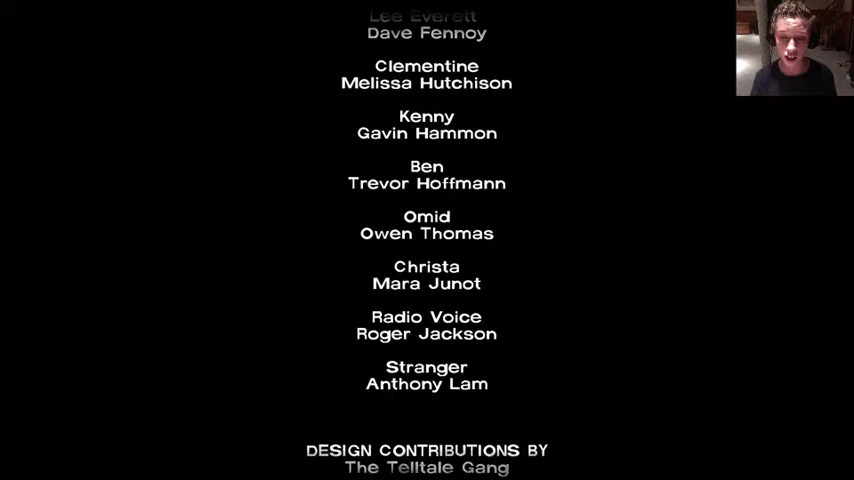 Lee Everett
Dave Fennoy
Clementine
Melissa Hutchison
Kenny
Gavin Hammon
Ben
Trevor Hoffmann
Omid
Owen Thomas
Christa
Mara Junot
Radio Voice
Roger Jackson
Stranger
Anthony Lam
DESIGN CONTRIBUTIONS BY
The Telltale Gang